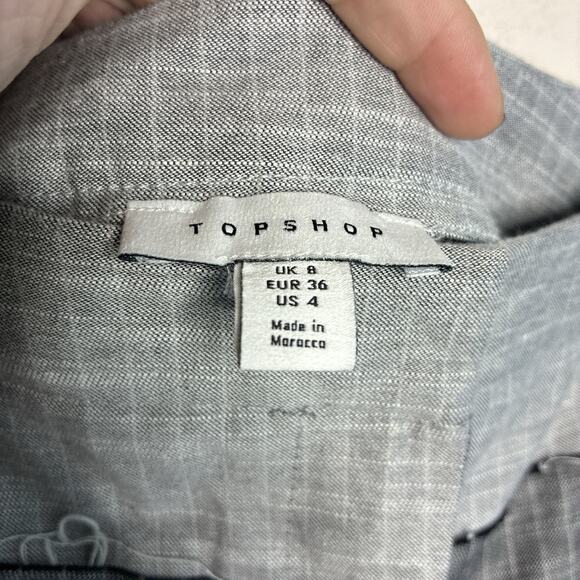 TOPSHOP
UK 8
EUR 36
US 4
Made in
Morocco